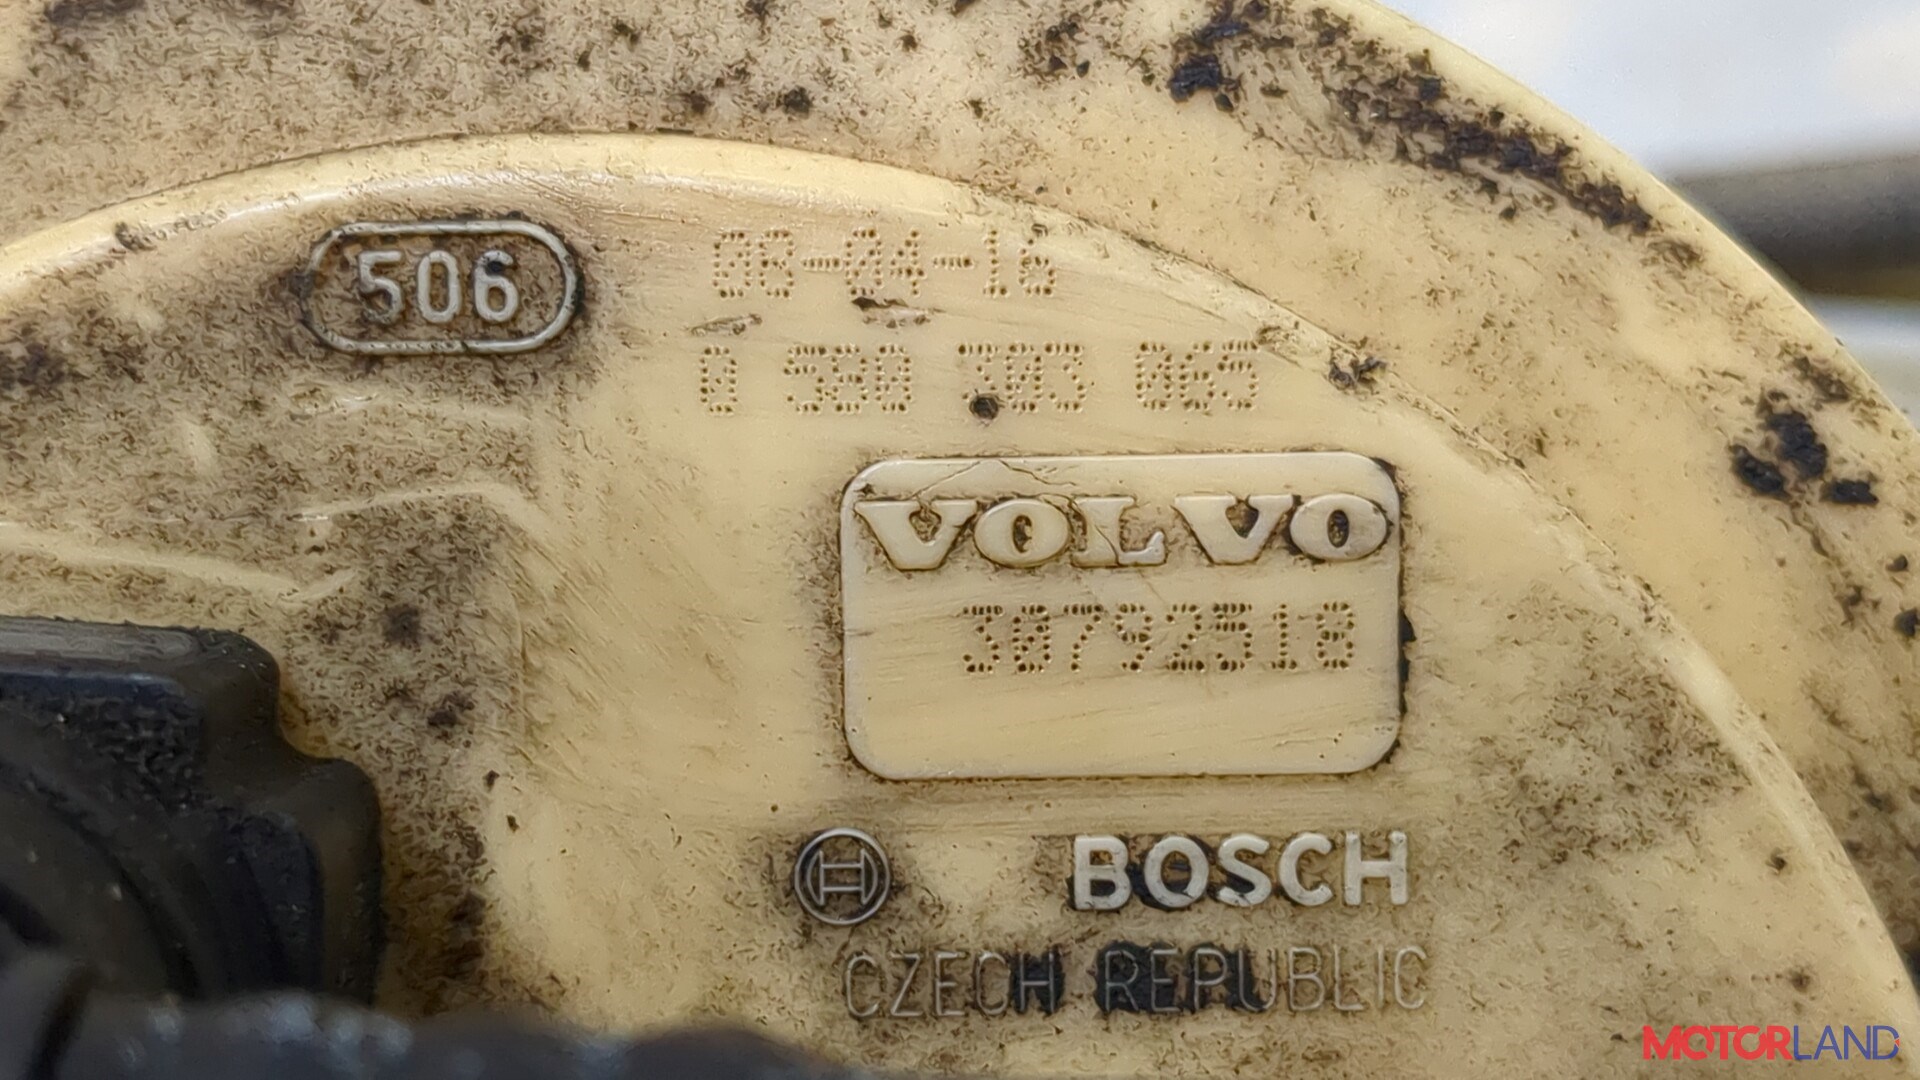 506
08-04-16
0 580 303 065
VOLVO
30792518
BOSCH
CZECH REPUBLIC
MOTORLAND